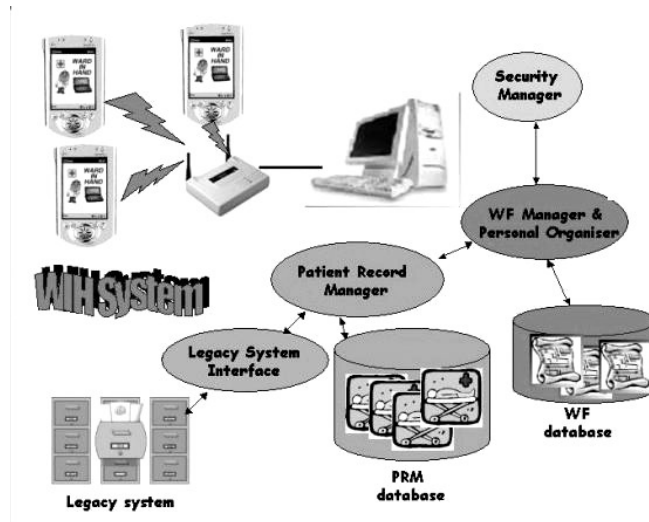 WARD
IN
HAND
WARD
IN
HAND
WARD
IN
HAND
Security
Manager
WF Manager &
Personal Organiser
Patient Record
Manager
WIH System
Legacy System
Interface
WF
database
Legacy system
PRM
database